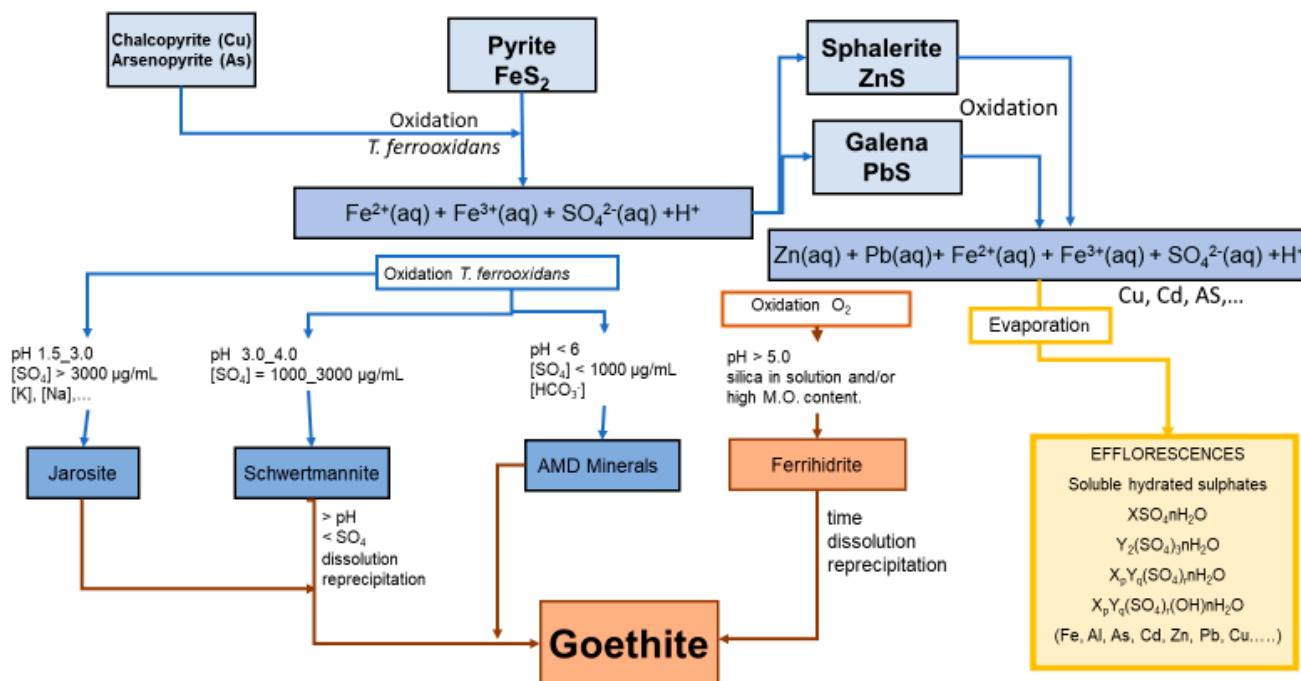 Chalcopyrite (Cu)
Arsenopyrite (As)
Pyrite
FeS₂
Sphalerite
ZnS
Oxidation
T. ferrooxidans
Oxidation
Galena
PbS
Fe²⁺(aq) + Fe³⁺(aq) + SO₄²⁻(aq) +H⁺
Zn(aq) + Pb(aq)+ Fe²⁺(aq) + Fe³⁺(aq) + SO₄²⁻(aq) +H⁺
Cu, Cd, AS,...
Oxidation T. ferrooxidans
Oxidation O₂
Evaporation
pH 1.5_3.0
[SO₄] > 3000 µg/mL
[K], [Na],...
pH 3.0_4.0
[SO₄] = 1000_3000 µg/mL
pH < 6
[SO₄] < 1000 µg/mL
[HCO₃⁻]
pH > 5.0
silica in solution and/or
high M.O. content.
Jarosite
Schwertmannite
AMD Minerals
Ferrihidrite
> pH
< SO₄
dissolution
reprecipitation
time
dissolution
reprecipitation
Goethite
EFFLORESCENCES
Soluble hydrated sulphates
XSO₄nH₂O
Y₂(SO₄)₃nH₂O
XₚY_q(SO₄)ᵣnH₂O
XₚY_q(SO₄)ᵣ(OH)nH₂O
(Fe, Al, As, Cd, Zn, Pb, Cu.....)